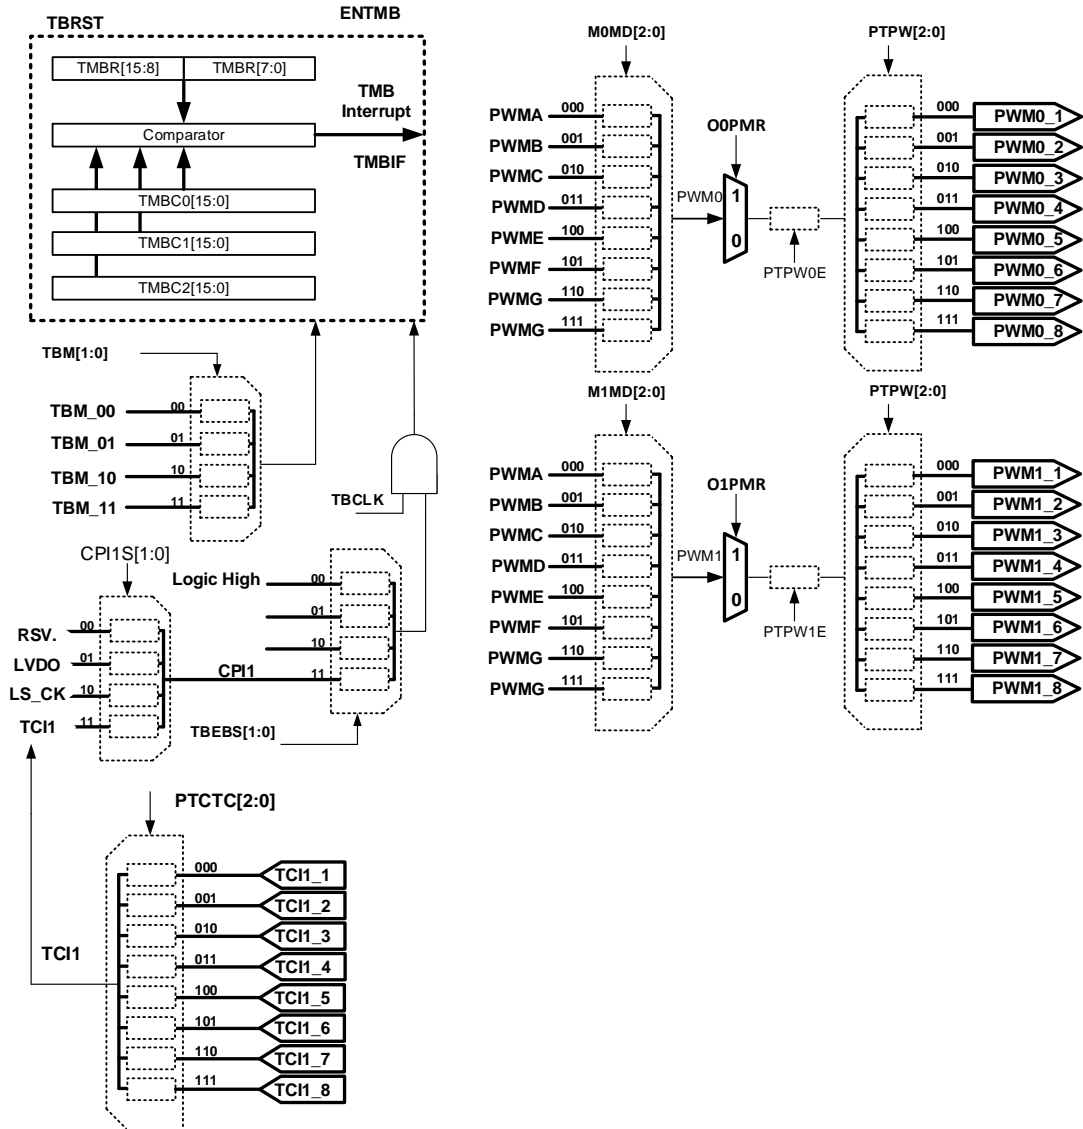 TBRST
ENTMB
TMBR[15:8]
TMBR[7:0]
TMB
Interrupt
Comparator
TMBIF
TMBC0[15:0]
TMBC1[15:0]
TMBC2[15:0]
TBM[1:0]
TBM_00
00
TBM_01
01
TBM_10
10
TBM_11
11
TBCLK
CPI1S[1:0]
RSV.
00
LVDO
01
LS_CK
10
TCI1
11
Logic High
00
01
10
CPI1
11
TBEBS[1:0]
PTCTC[2:0]
TCI1
000
TCI1_1
001
TCI1_2
010
TCI1_3
011
TCI1_4
100
TCI1_5
101
TCI1_6
110
TCI1_7
111
TCI1_8
M0MD[2:0]
PWMA
000
PWMB
001
PWMC
010
PWMD
011
PWME
100
PWMF
101
PWMG
110
PWMG
111
O0PMR
PWM0
1
0
PTPW0E
PTPW[2:0]
000
PWM0_1
001
PWM0_2
010
PWM0_3
011
PWM0_4
100
PWM0_5
101
PWM0_6
110
PWM0_7
111
PWM0_8
M1MD[2:0]
PWMA
000
PWMB
001
PWMC
010
PWMD
011
PWME
100
PWMF
101
PWMG
110
PWMG
111
O1PMR
PWM1
1
0
PTPW1E
PTPW[2:0]
000
PWM1_1
001
PWM1_2
010
PWM1_3
011
PWM1_4
100
PWM1_5
101
PWM1_6
110
PWM1_7
111
PWM1_8